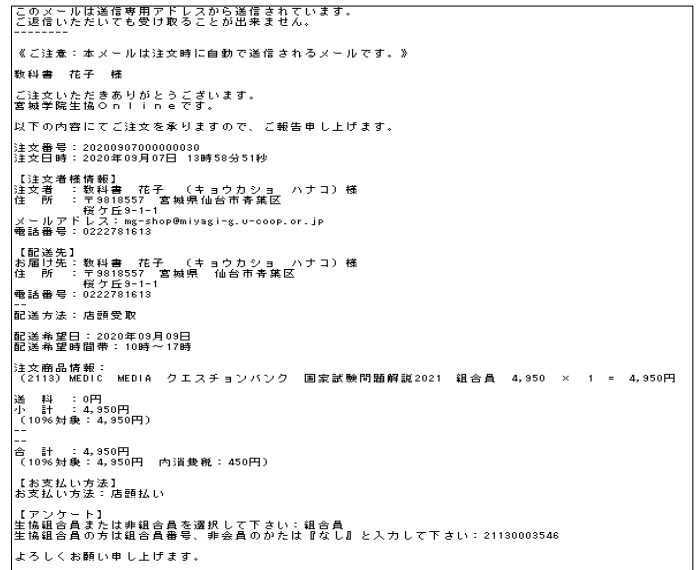 このメールは送信専用アドレスから送信されています。
ご返信いただいても受け取ることが出来ません。
--------
《ご注意：本メールは注文時に自動で送信されるメールです。》
教科書　花子　様
ご注文いただきありがとうございます。
宮城学院生協Ｏｎｌｉｎｅです。
以下の内容にてご注文を承りますので、ご報告申し上げます。
注文番号：20200907000000030
注文日時：2020年09月07日 13時58分51秒
【注文者様情報】
注文者　：教科書　花子　（キョウカショ　ハナコ）様
住　所　：〒9818557　宮城県仙台市青葉区
桜ケ丘9-1-1
メールアドレス：mg-shop@miyagi-g.u-coop.or.jp
電話番号：0222781613
【配送先】
お届け先：教科書　花子　（キョウカショ　ハナコ）様
住　所　：〒9818557　宮城県　仙台市青葉区
桜ケ丘9-1-1
電話番号：0222781613
--
配送方法：店頭受取
配送希望日：2020年09月09日
配送希望時間帯：10時～17時
注文商品情報：
（2113）MEDIC　MEDIA　クエスチョンバンク　国家試験問題解説2021　組合員　4,950　×　1　=　4,950円
送　料　：0円
小　計　：4,950円
（10%対象：4,950円）
--
--
合　計　：4,950円
（10%対象：4,950円　内消費税：450円）
【お支払い方法】
お支払い方法：店頭払い
【アンケート】
生協組合員または非組合員を選択して下さい：組合員
生協組合員の方は組合員番号、非会員のかたは『なし』と入力して下さい：21130003546
よろしくお願い申し上げます。